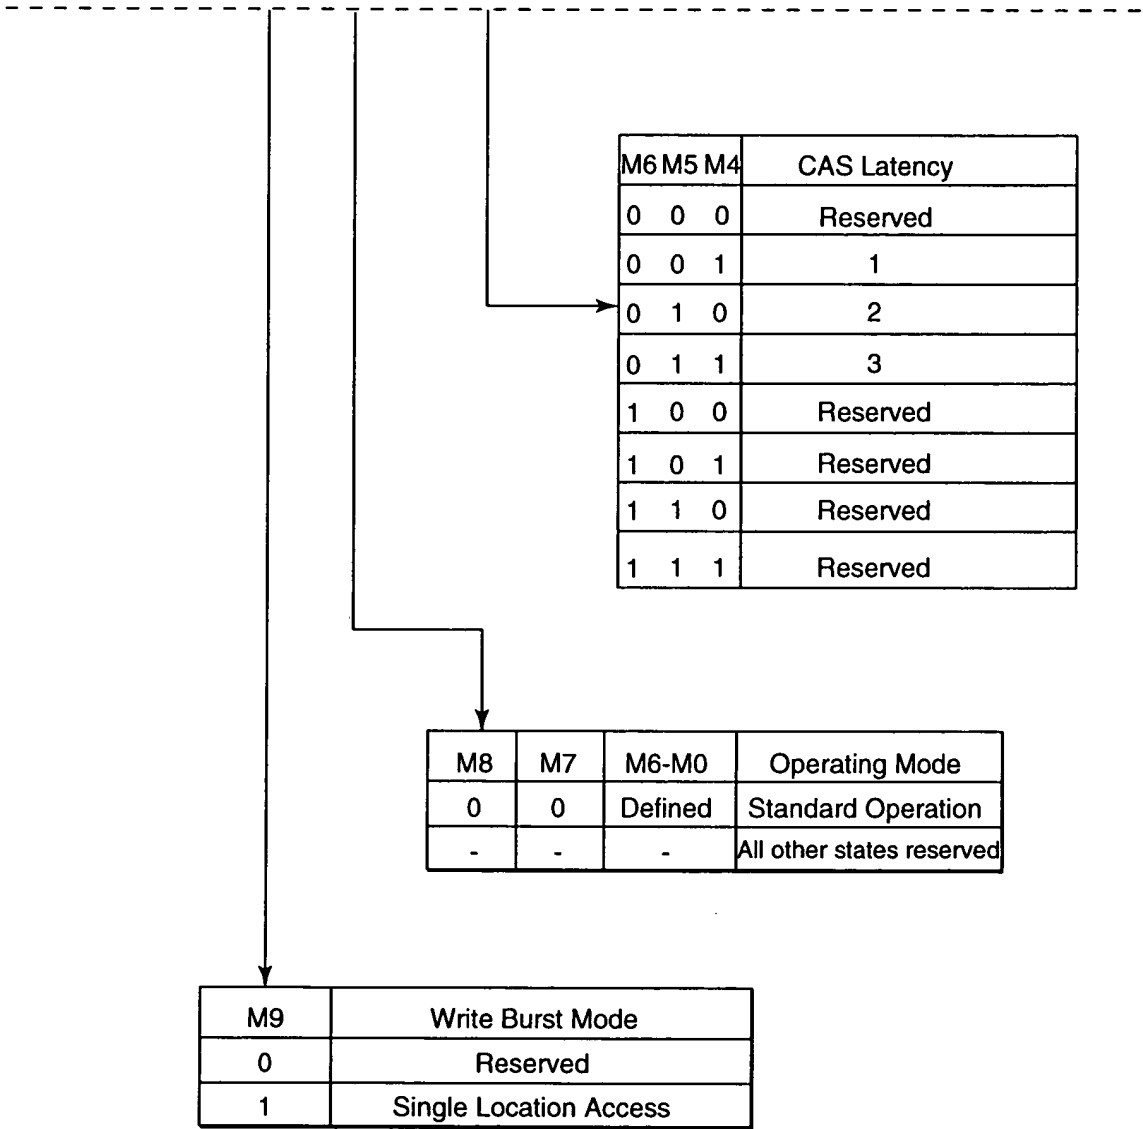 M6 M5 M4 CAS Latency
0 0 0 Reserved
0 0 1 1
0 1 0 2
0 1 1 3
1 0 0 Reserved
1 0 1 Reserved
1 1 0 Reserved
1 1 1 Reserved
M8 M7 M6-M0 Operating Mode
0 0 Defined Standard Operation
- - - All other states reserved
M9 Write Burst Mode
0 Reserved
1 Single Location Access